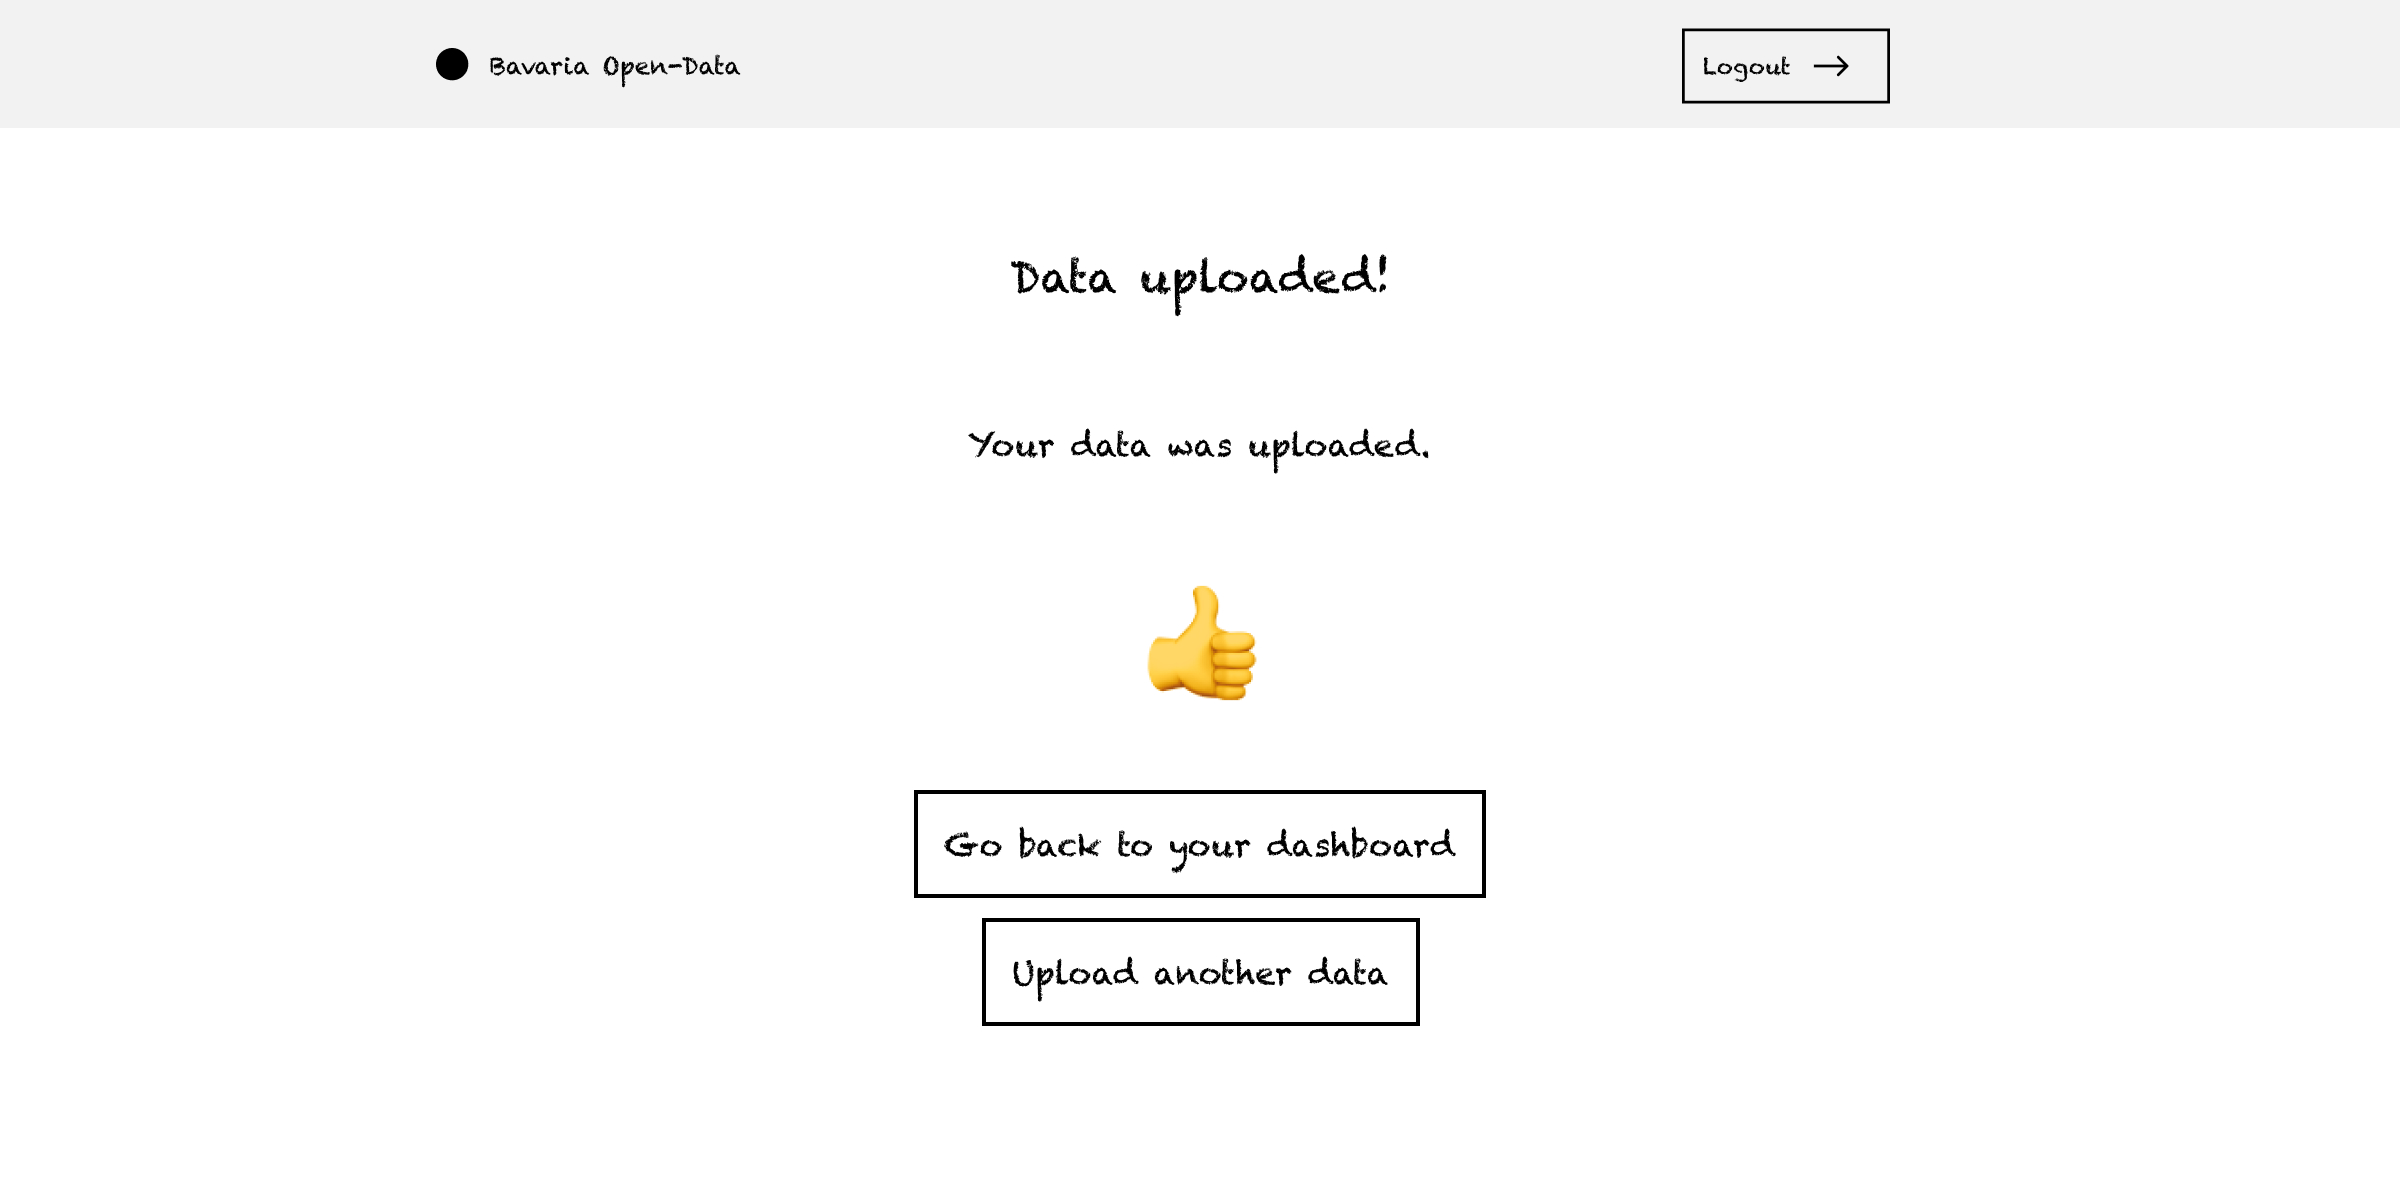 Bavaria Open-Data
Logout
Data uploaded!
Your data was uploaded.
Go back to your dashboard
Upload another data